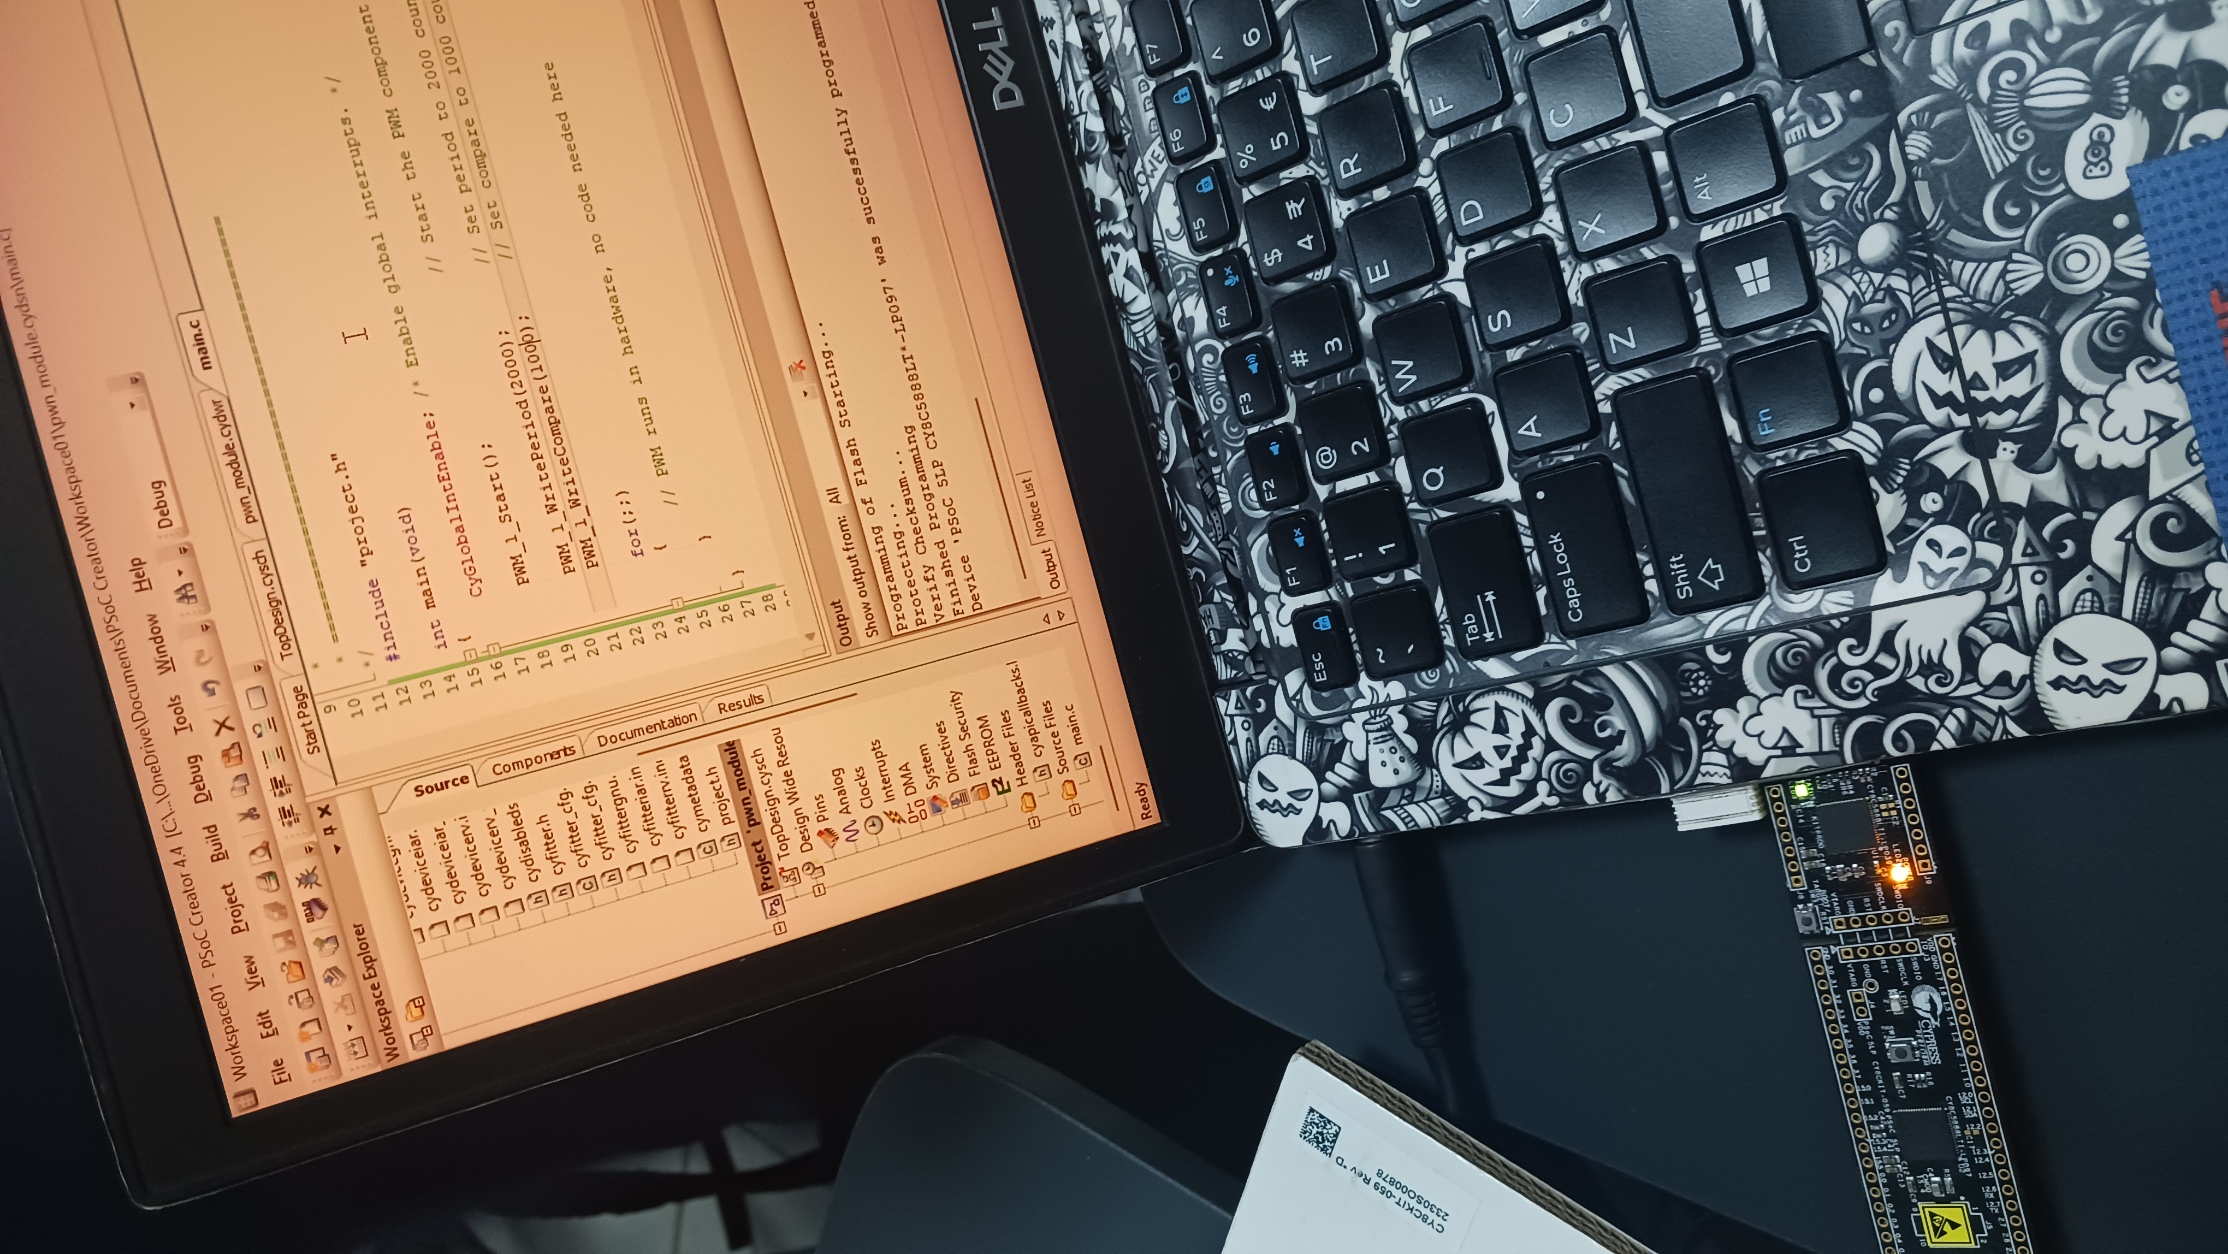 Workspace01 - PSoC Creator 4.4 [C:\...\OneDrive\Documents\PSoC Creator\Workspace01\pwn_module.cydsn\main.c]
File Edit View Project Build Debug Tools Window Help
Debug
Start Page TopDesign.cysch pwn_module.cydwr main.c
Workspace Explorer
cydeviceiar.
cydeviceiar_
cydevicerv.i
cydevicerv_
cydisableds
cyfitter.h
cyfitter_cfg.
cyfitter_cfg.
cyfittergnu.
cyfitteriar.in
cyfitterrv.in
cymetadata
project.h
Project 'pwn_module
TopDesign.cysch
Design Wide Resou
Pins
Analog
Clocks
Interrupts
DMA
System
Directives
Flash Security
EEPROM
Header Files
cyapicallbacks.l
Source Files
main.c
Source
Components
Documentation
Results
9 *
10 * ========================================
11 */
12 #include "project.h"
13
14 int main(void)
15 {
16 CyGlobalIntEnable; /* Enable global interrupts. */
17
18 PWM_1_Start(); // Start the PWM component
19
20 PWM_1_WritePeriod(2000); // Set period to 2000 coun
21 PWM_1_WriteCompare(1000); // Set compare to 1000 cou
22
23 for(;;)
24 {
25 // PWM runs in hardware, no code needed here
26 }
27 }
28
Output
Show output from: All
Programming of Flash Starting...
Protecting...
Verify Checksum...
Finished Programming
Device 'PSoC 5LP CY8C5888LT*-LP097' was successfully programmed
Output Notice List
Ready
DELL
CY8CKIT-059 Rev *D
2330SO00878
Esc Fn F1 F2 F3 F4 F5 F6 F7
~ ` ! 1 @ 2 # 3 $ 4 ₹ % 5 € ^ 6
Tab Q W E R T
Caps Lock A S D F
Shift Z X C
Ctrl Fn Alt
CYPRESS
BOO